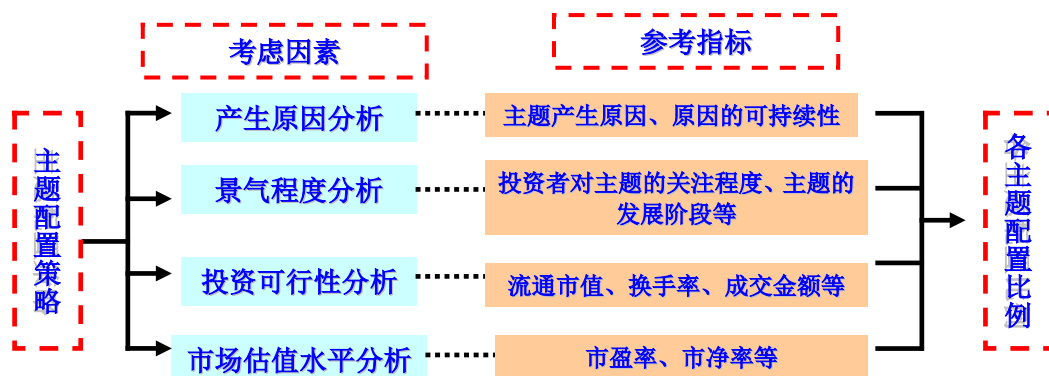 考虑因素
参考指标
主题配置策略
产生原因分析
主题产生原因、原因的可持续性
景气程度分析
投资者对主题的关注程度、主题的
发展阶段等
投资可行性分析
流通市值、换手率、成交金额等
市场估值水平分析
市盈率、市净率等
各主题配置比例